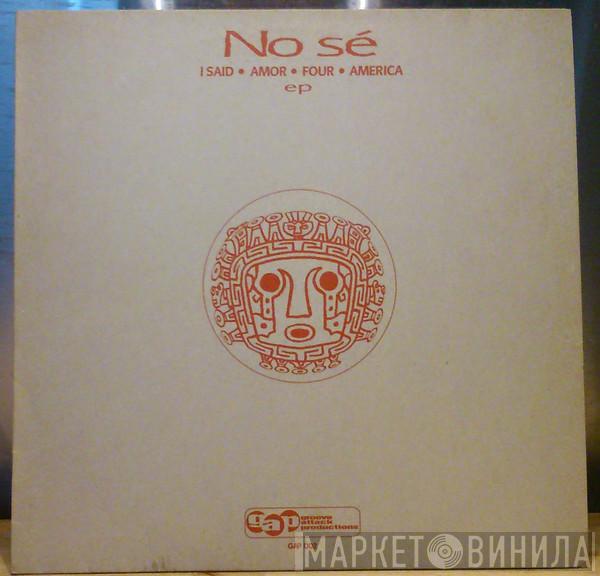 No sé
I SAID • AMOR • FOUR • AMERICA
ep
gap groove
attack
productions
МАРКЕТ ВИНИЛА